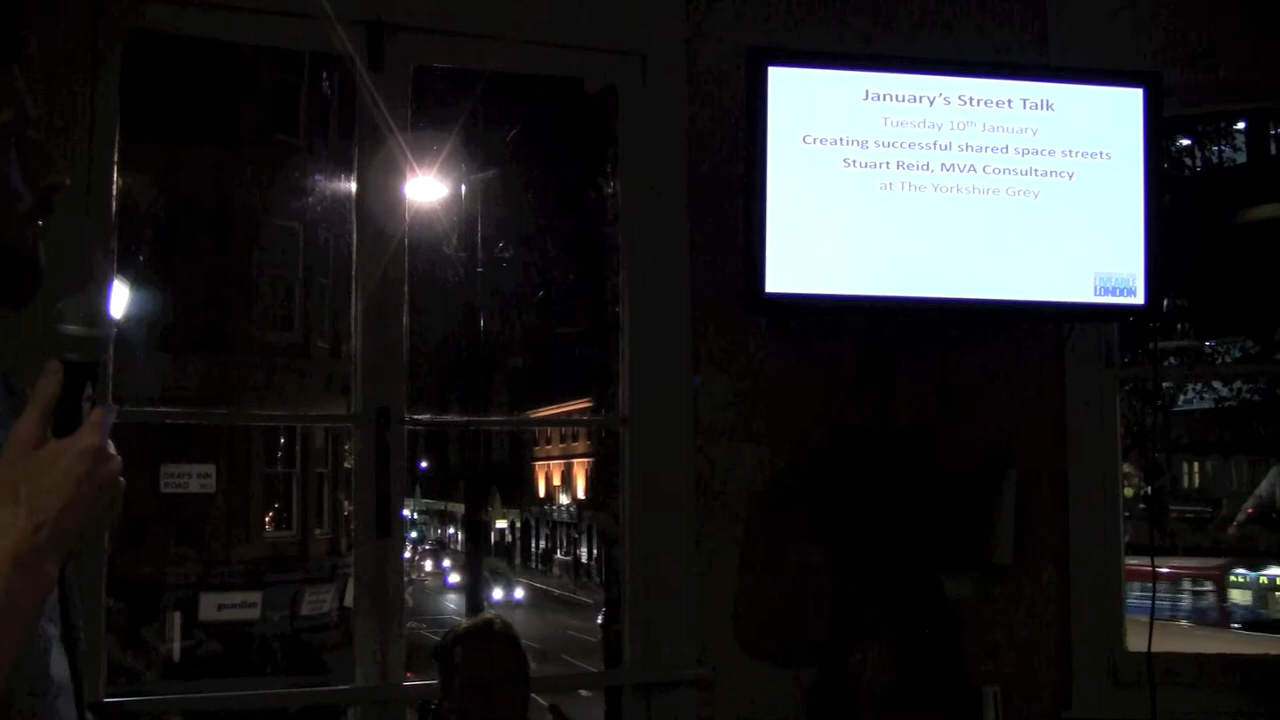 January's Street Talk
Tuesday 10th January
Creating successful shared space streets
Stuart Reid, MVA Consultancy
at The Yorkshire Grey
LIVEABLE
LONDON
GRAYS INN
ROAD
guardian